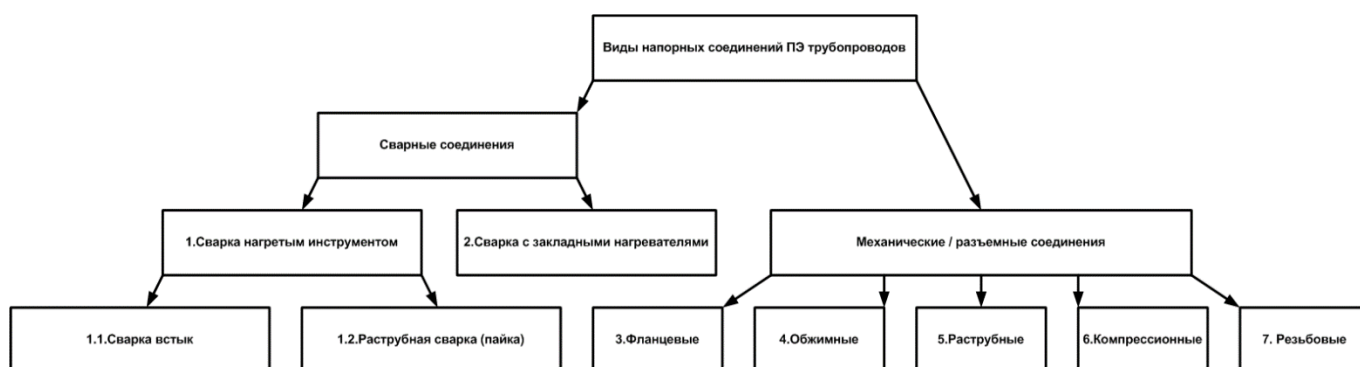 Виды напорных соединений ПЭ трубопроводов
Сварные соединения
1.Сварка нагретым инструментом
2.Сварка с закладными нагревателями
Механические / разъемные соединения
1.1.Сварка встык
1.2.Раструбная сварка (пайка)
3.Фланцевые
4.Обжимные
5.Раструбные
6.Компрессионные
7. Резьбовые